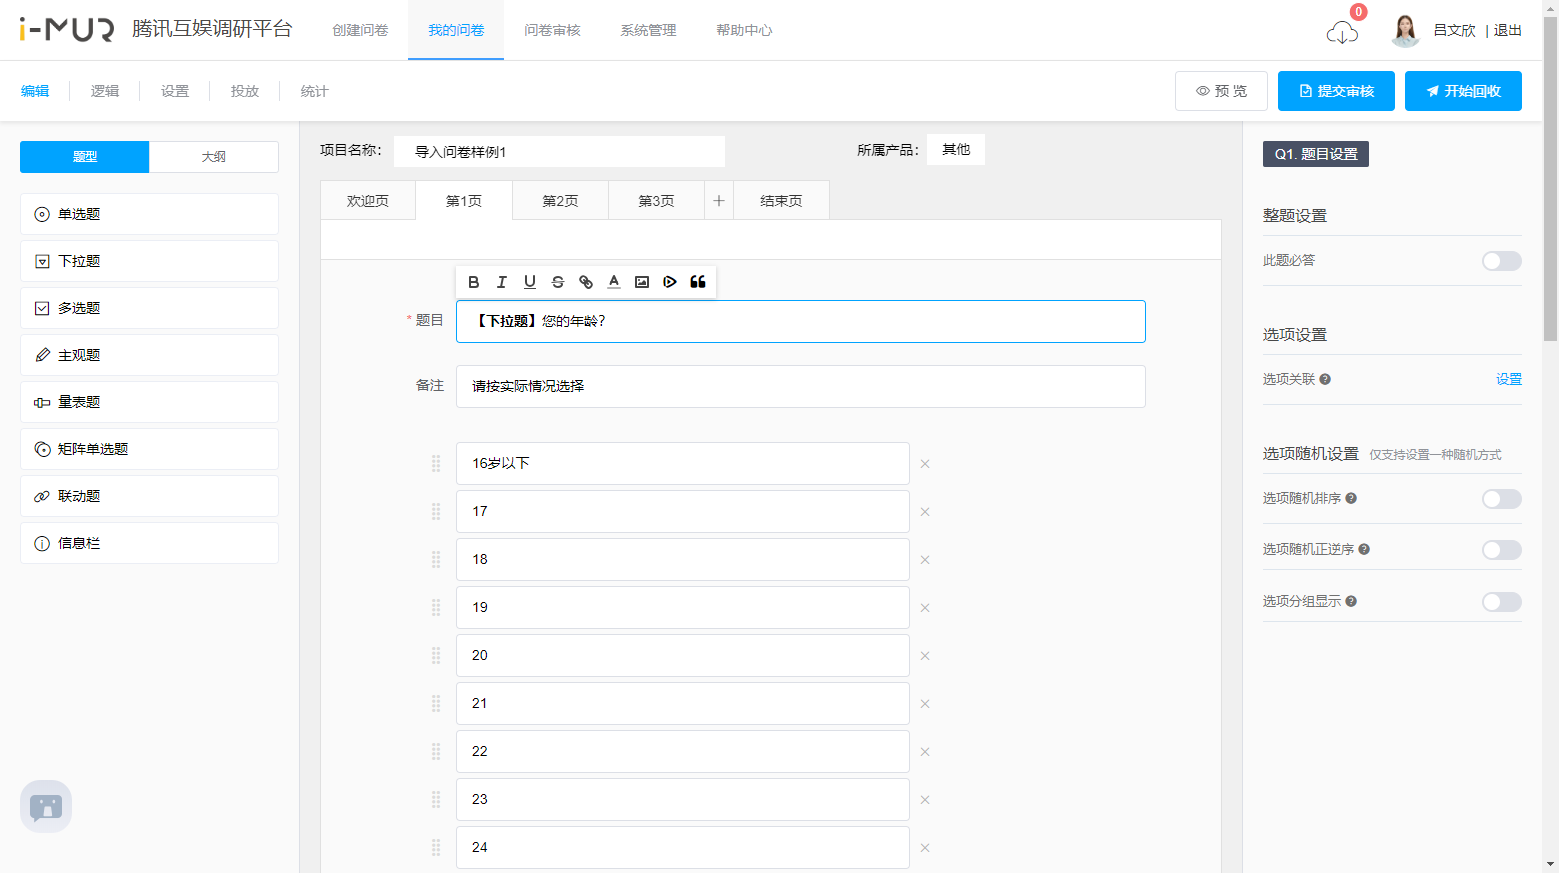 i-MUR 腾讯互娱调研平台 创建问卷 我的问卷 问卷审核 系统管理 帮助中心 0 吕文欣 | 退出
编辑 逻辑 设置 投放 统计 预 览 提交审核 开始回收
题型 大纲
单选题
下拉题
多选题
主观题
量表题
矩阵单选题
联动题
信息栏
项目名称: 导入问卷样例1 所属产品: 其他
欢迎页 第1页 第2页 第3页 + 结束页
B I U S A
* 题目 【下拉题】您的年龄?
备注 请按实际情况选择
16岁以下
17
18
19
20
21
22
23
24
Q1. 题目设置
整题设置
此题必答
选项设置
选项关联 ? 设置
选项随机设置 仅支持设置一种随机方式
选项随机排序 ?
选项随机正逆序 ?
选项分组显示 ?